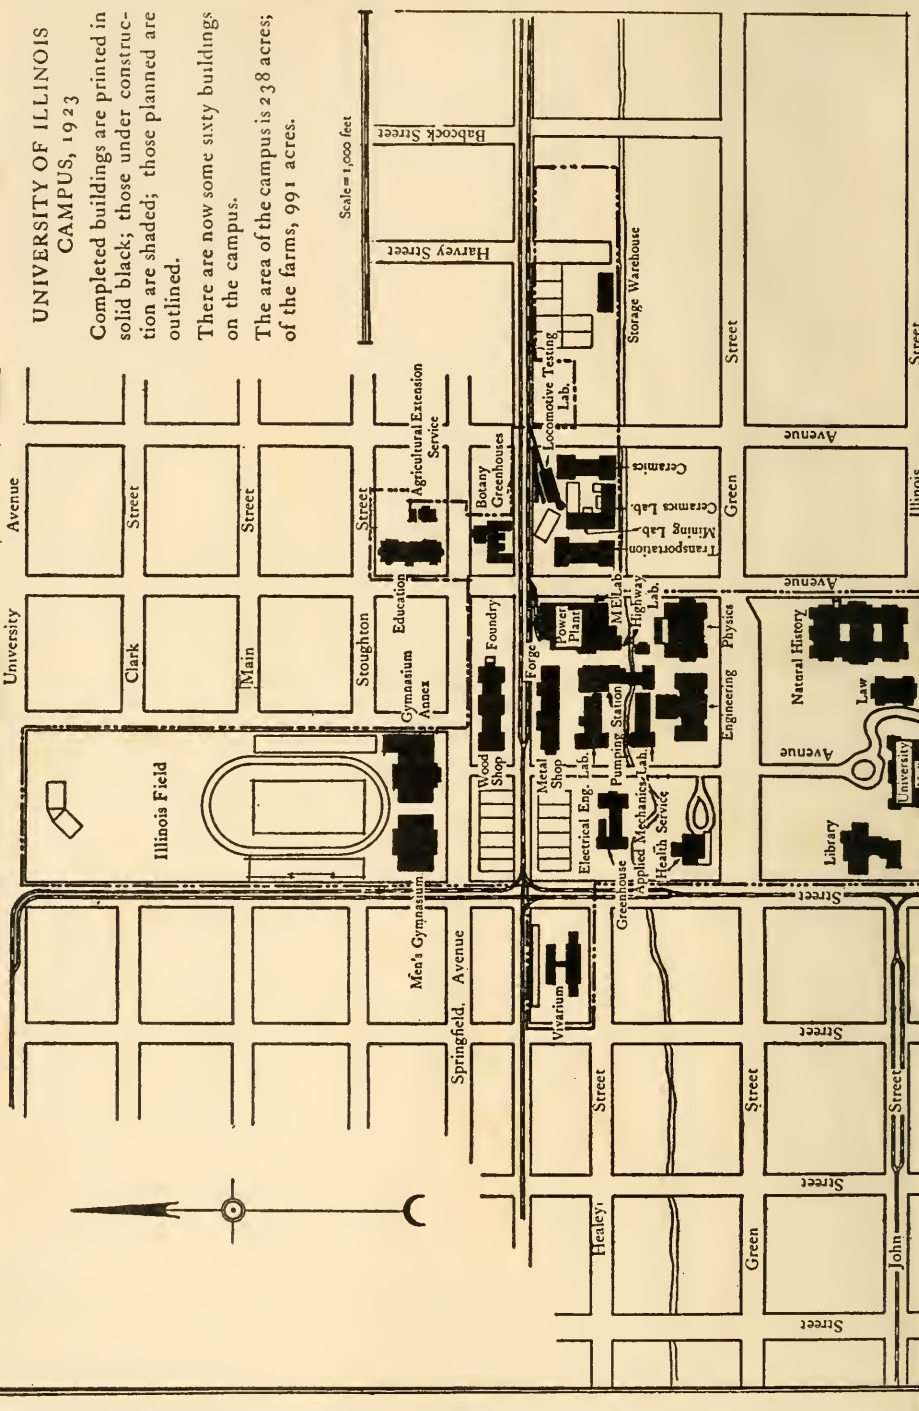 UNIVERSITY OF ILLINOIS
CAMPUS, 1923
Completed buildings are printed in
solid black; those under construc-
tion are shaded; those planned are
outlined.
There are now some sixty buildings
on the campus.
The area of the campus is 238 acres;
of the farms, 991 acres.
Scale = 1,000 feet
Babcock Street
Harvey Street
University
Avenue
Clark
Street
Main
Street
Stoughton
Street
Illinois Field
Men's Gymnasium
Gymnasium
Annex
Education
Agricultural Extension
Service
Springfield,
Avenue
Wood
Shop
Foundry
Botany
Greenhouses
Vivarium
Metal
Shop
Forge
Power
Plant
M E Lab
Locomotive Testing
Lab.
Storage Warehouse
Electrical Eng.
Lab.
Pumping Station
Highway
Lab.
Transportation
Mining Lab.
Ceramics Lab.
Ceramics
Greenhouse
Applied Mechanics
Lab.
Health Service
Engineering
Physics
Healey,
Street
Green
Street
Green
Street
Avenue
Avenue
Avenue
Library
University
Law
Natural History
Street
Street
Street
Street
John
Street
Illinois
Street